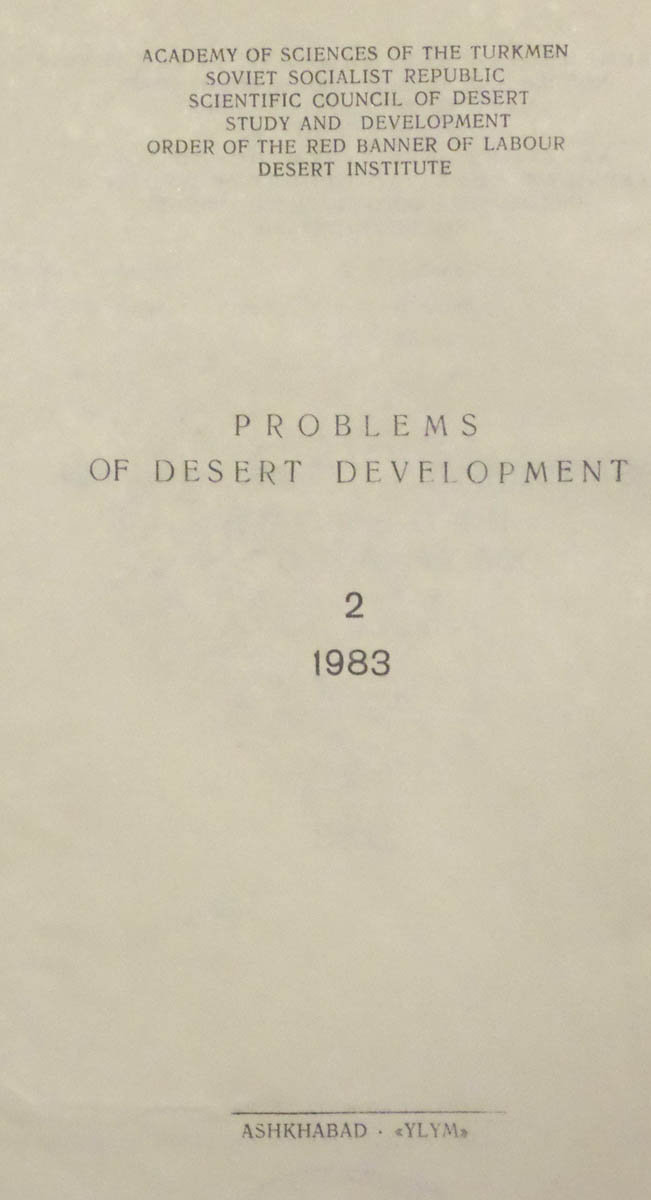 ACADEMY OF SCIENCES OF THE TURKMEN
SOVIET SOCIALIST REPUBLIC
SCIENTIFIC COUNCIL OF DESERT
STUDY AND DEVELOPMENT
ORDER OF THE RED BANNER OF LABOUR
DESERT INSTITUTE
PROBLEMS
OF DESERT DEVELOPMENT
2
1983
ASHKHABAD · «YLYM»